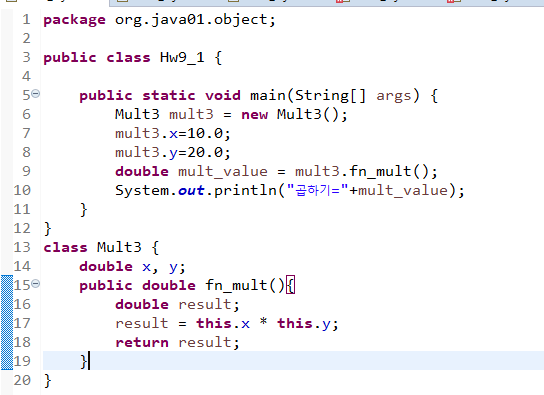 1 package org.java01.object;
2
3 public class Hw9_1 {
4
5 public static void main(String[] args) {
6 Mult3 mult3 = new Mult3();
7 mult3.x=10.0;
8 mult3.y=20.0;
9 double mult_value = mult3.fn_mult();
10 System.out.println("곱하기="+mult_value);
11 }
12 }
13 class Mult3 {
14 double x, y;
15 public double fn_mult(){
16 double result;
17 result = this.x * this.y;
18 return result;
19 }
20 }